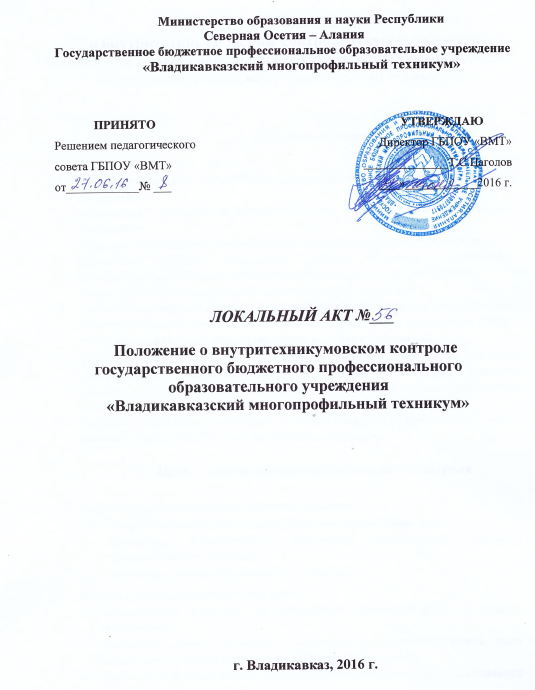 Министерство образования и науки Республики
Северная Осетия – Алания
Государственное бюджетное профессиональное образовательное учреждение
«Владикавказский многопрофильный техникум»
ПРИНЯТО
Решением педагогического
совета ГБПОУ «ВМТ»
от 27.06.16 № 8
УТВЕРЖДАЮ
Директор ГБПОУ «ВМТ»
Т.С.Наголов
2016 г.
ЛОКАЛЬНЫЙ АКТ № 56
Положение о внутритехникумовском контроле
государственного бюджетного профессионального
образовательного учреждения
«Владикавказский многопрофильный техникум»
г. Владикавказ, 2016 г.